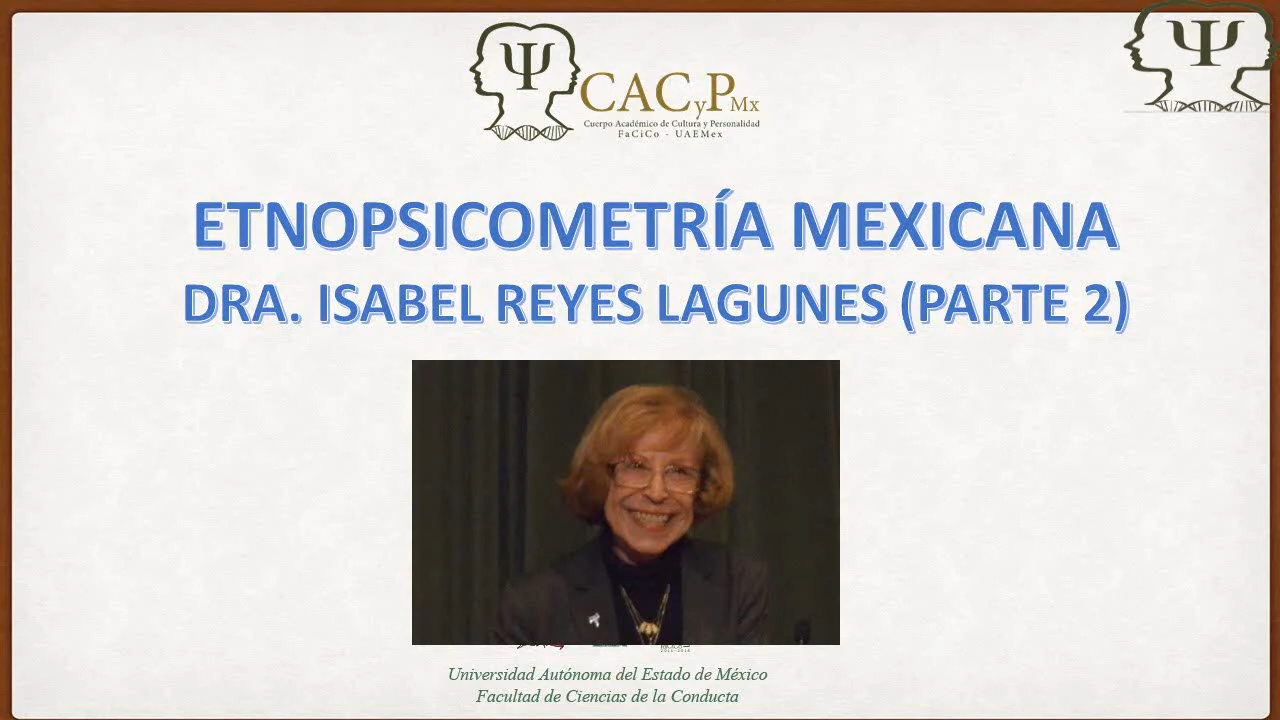 Ψ
CACyPMx
Cuerpo Académico de Cultura y Personalidad
FaCiCo - UAEMex
Ψ
ETNOPSICOMETRÍA MEXICANA
DRA. ISABEL REYES LAGUNES (PARTE 2)
Universidad Autónoma del Estado de México
Facultad de Ciencias de la Conducta